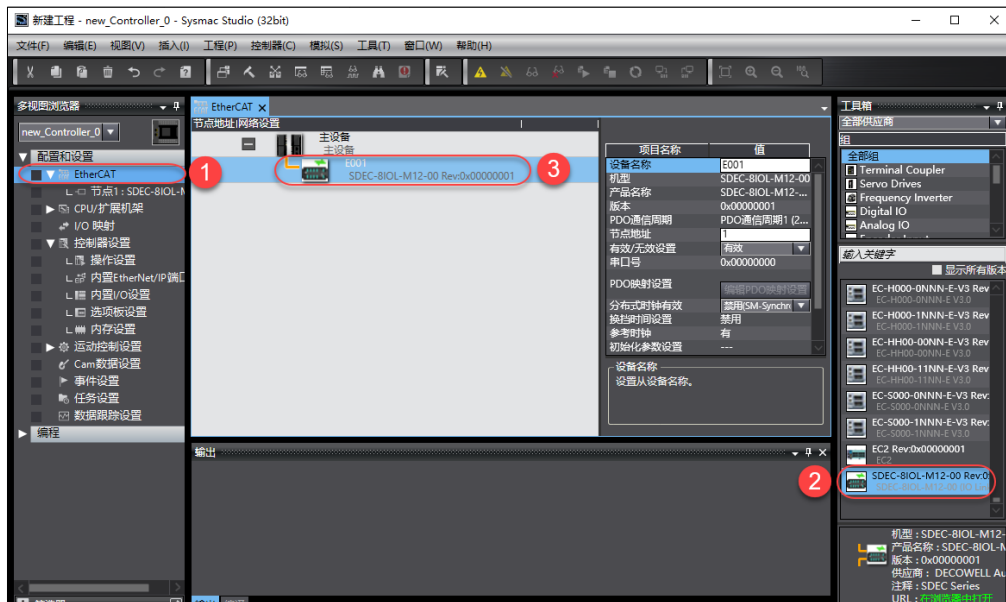 新建工程 - new_Controller_0 - Sysmac Studio (32bit)
文件(F) 编辑(E) 视图(V) 插入(I) 工程(P) 控制器(C) 模拟(S) 工具(T) 窗口(W) 帮助(H)
多视图浏览器
new_Controller_0
配置和设置
EtherCAT
1
节点1 : SDEC-8IOL-M
CPU/扩展机架
I/O 映射
控制器设置
操作设置
内置EtherNet/IP端口
内置I/O设置
选项板设置
内存设置
运动控制设置
Cam数据设置
事件设置
任务设置
数据跟踪设置
编程
EtherCAT
节点地址|网络设置
主设备
主设备
E001
SDEC-8IOL-M12-00 Rev:0x00000001
3
项目名称 值
设备名称 E001
机型 SDEC-8IOL-M12-00
产品名称 SDEC-8IOL-M12-...
版本 0x00000001
PDO通信周期 PDO通信周期1 (2...
节点地址 1
有效/无效设置 有效
串口号 0x00000000
PDO映射设置 编辑PDO映射设置
分布式时钟有效 禁用(SM-Synchr
换挡时间设置 禁用
参考时钟 有
初始化参数设置 ---
设备名称
设置从设备名称。
输出
工具箱
全部供应商
组
全部组
Terminal Coupler
Servo Drives
Frequency Inverter
Digital IO
Analog IO
输入关键字
显示所有版本
EC-H000-0NNN-E-V3 Rev
EC-H000-0NNN-E V3.0
EC-H000-1NNN-E-V3 Rev
EC-H000-1NNN-E V3.0
EC-HH00-00NN-E-V3 Rev
EC-HH00-00NN-E V3.0
EC-HH00-11NN-E-V3 Rev
EC-HH00-11NN-E V3.0
EC-S000-0NNN-E-V3 Rev:
EC-S000-0NNN-E V3.0
EC-S000-1NNN-E-V3 Rev:
EC-S000-1NNN-E V3.0
EC2 Rev:0x00000001
EC2
2
SDEC-8IOL-M12-00 Rev:0
SDEC-8IOL-M12-00
机型 : SDEC-8IOL-M12-
产品名称 : SDEC-8IOL-M
版本 : 0x00000001
供应商 : DECOWELL Au
注释 : SDEC Series
URL : 在浏览器中打开